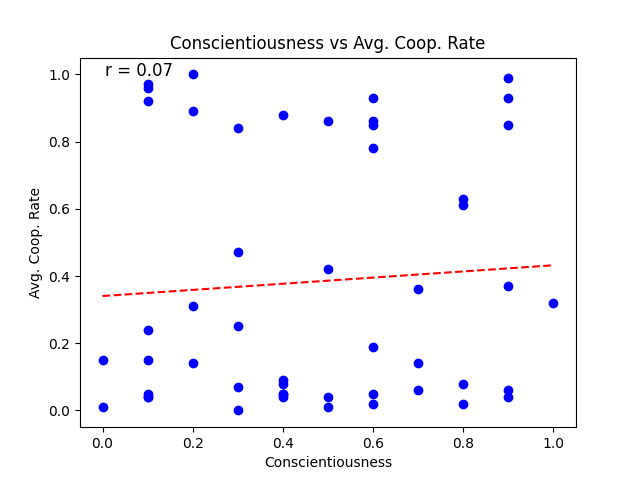 Conscientiousness vs Avg. Coop. Rate
r = 0.07
1.0
0.8
0.6
0.4
0.2
0.0
Avg. Coop. Rate
0.0 0.2 0.4 0.6 0.8 1.0
Conscientiousness